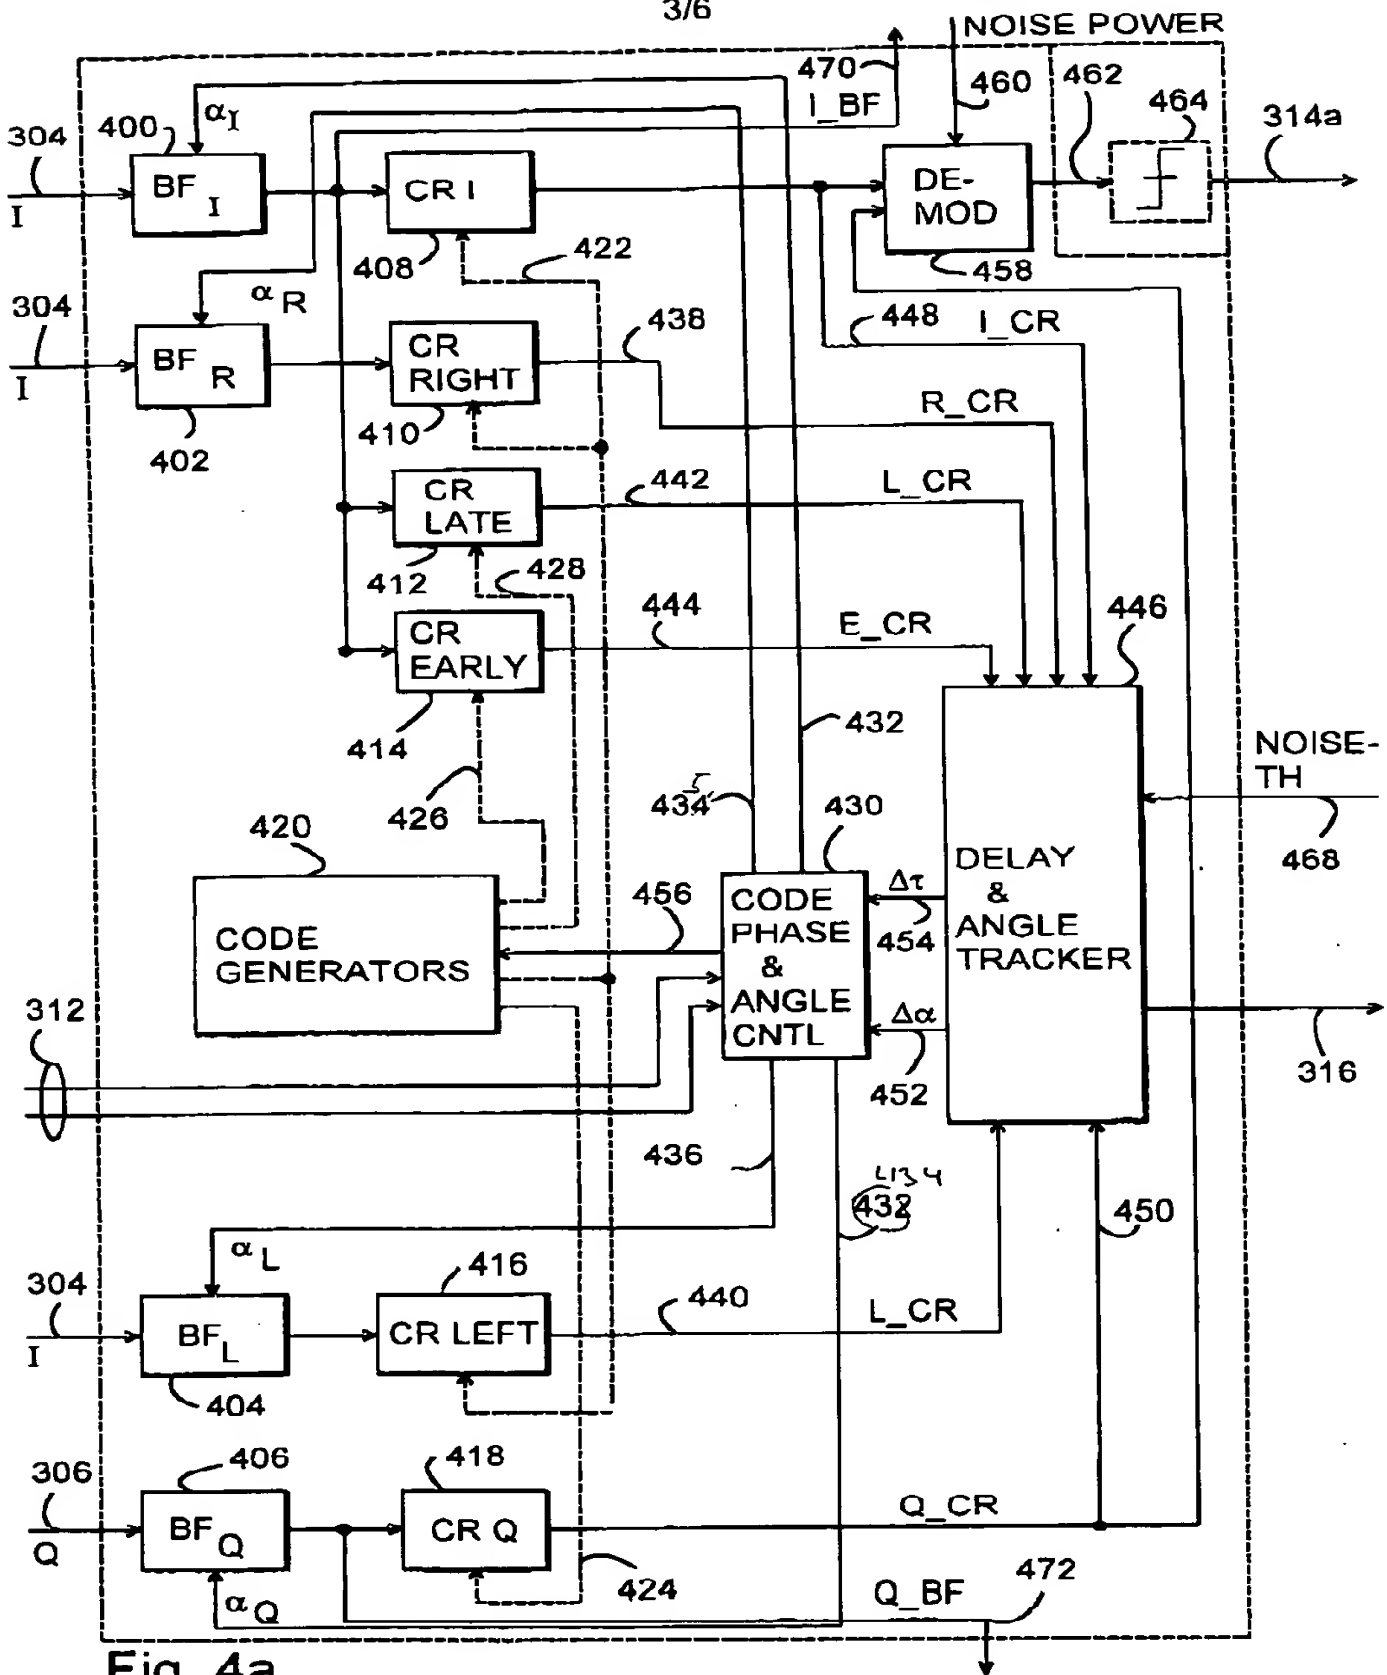 3/6
NOISE POWER
470
460
462
464
314a
304
400
αI
I_BF
I
BF I
CR I
DE-
MOD
408
422
458
304
αR
438
448
I_CR
I
BF R
CR
RIGHT
R_CR
402
410
CR
LATE
442
L_CR
412
428
CR
EARLY
444
E_CR
446
414
432
NOISE-
TH
426
434
5
430
468
420
CODE
GENERATORS
456
CODE
PHASE
&
ANGLE
CNTL
Δτ
454
DELAY
&
ANGLE
TRACKER
312
Δα
452
316
436
434
432
450
αL
304
416
440
L_CR
I
BFL
CR LEFT
404
306
406
418
Q_CR
Q
BF Q
CR Q
424
472
αQ
Q_BF
Fig. 4a